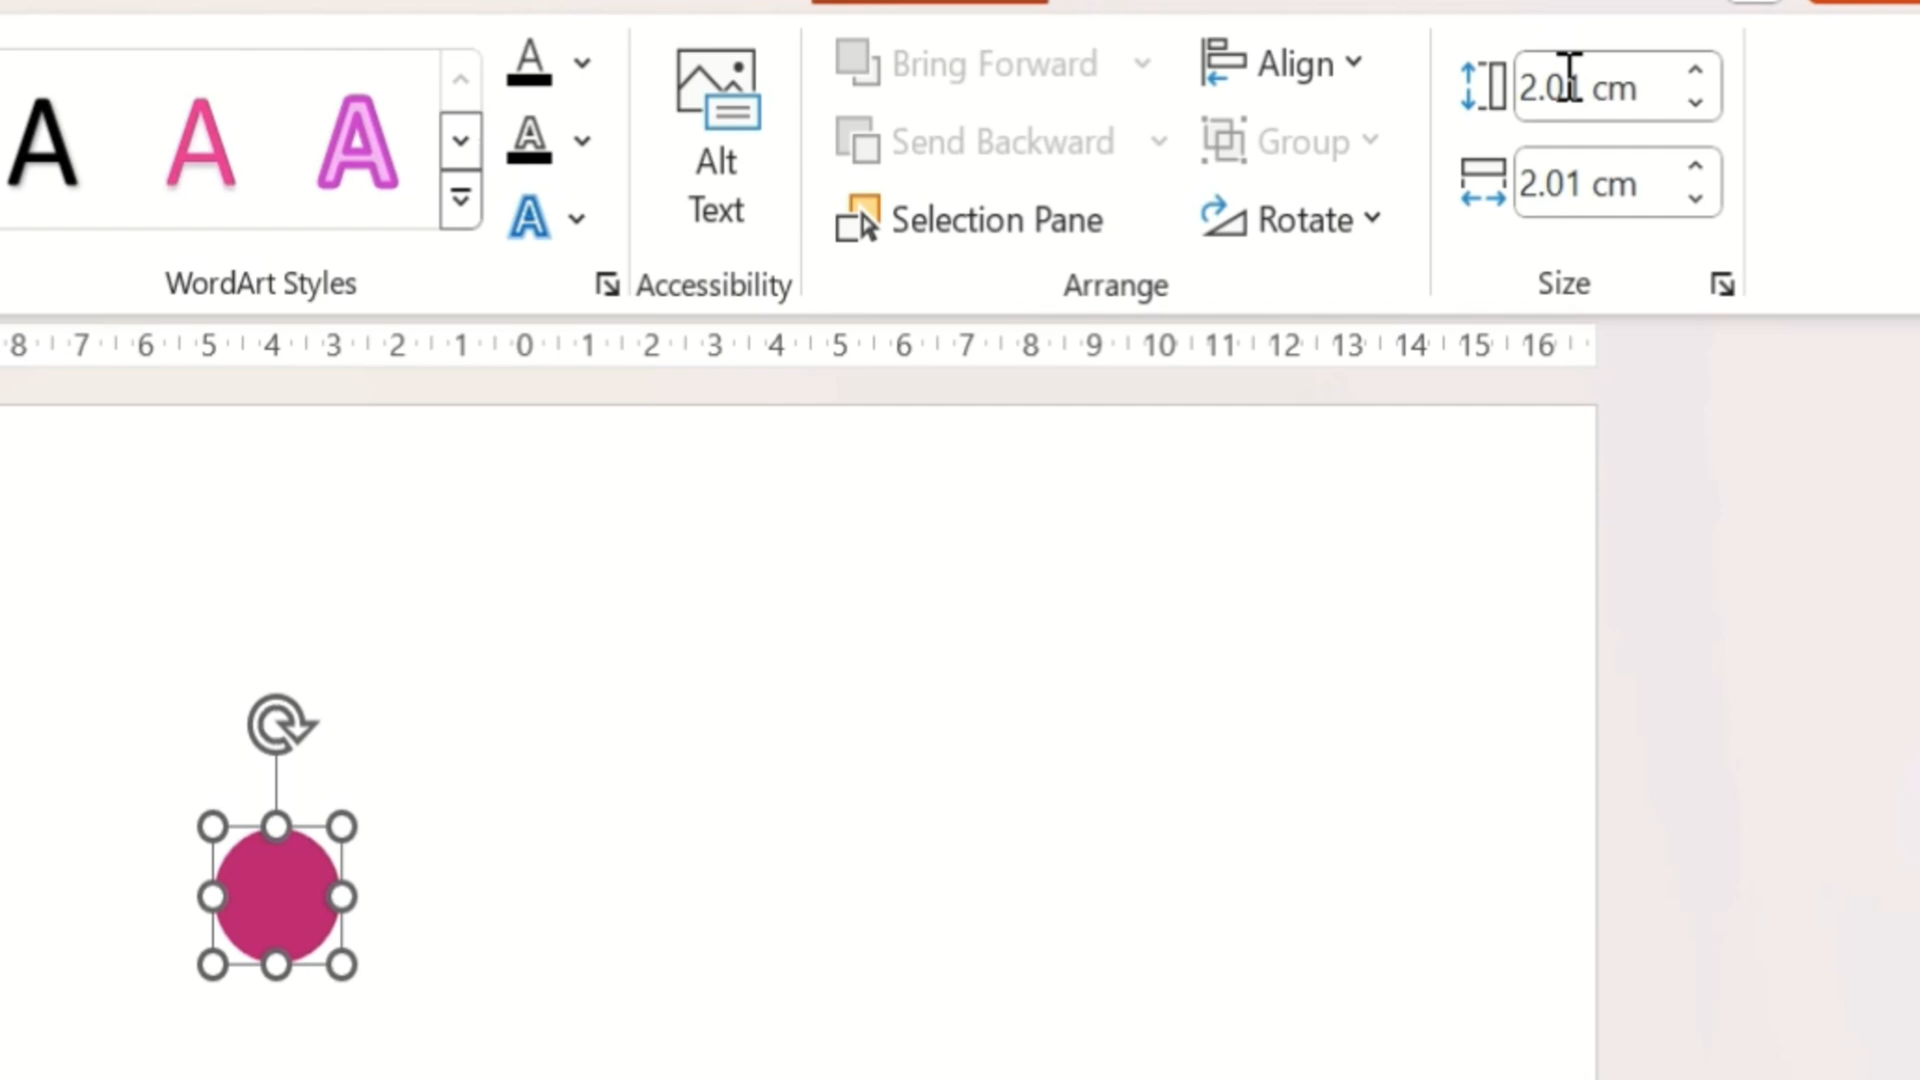 A A A A
A
A
Alt
Text
Accessibility
WordArt Styles
Bring Forward
Send Backward
Selection Pane
Align
Group
Rotate
Arrange
2.01 cm
2.01 cm
Size
8 7 6 5 4 3 2 1 0 1 2 3 4 5 6 7 8 9 10 11 12 13 14 15 16